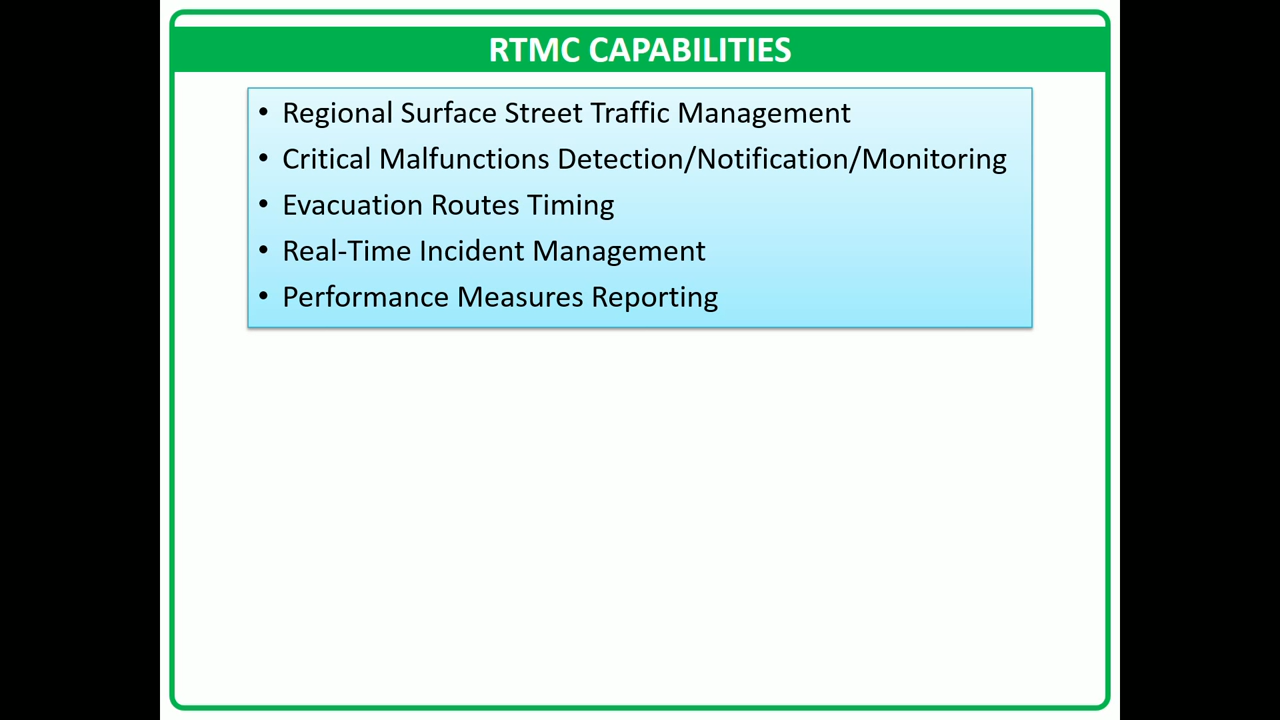 RTMC CAPABILITIES
• Regional Surface Street Traffic Management
• Critical Malfunctions Detection/Notification/Monitoring
• Evacuation Routes Timing
• Real-Time Incident Management
• Performance Measures Reporting